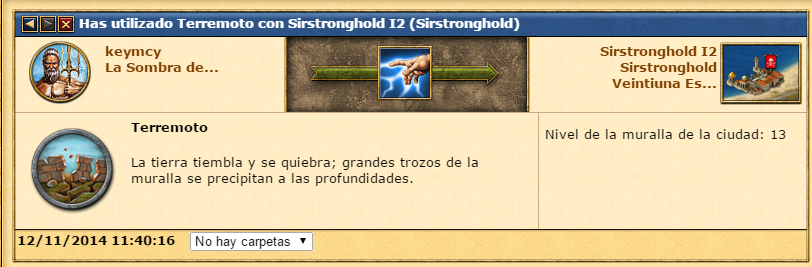 Has utilizado Terremoto con Sirstronghold I2 (Sirstronghold)
keymcy
La Sombra de...
Sirstronghold I2
Sirstronghold
Veintiuna Es...
Terremoto
La tierra tiembla y se quiebra; grandes trozos de la
muralla se precipitan a las profundidades.
Nivel de la muralla de la ciudad: 13
12/11/2014 11:40:16 No hay carpetas